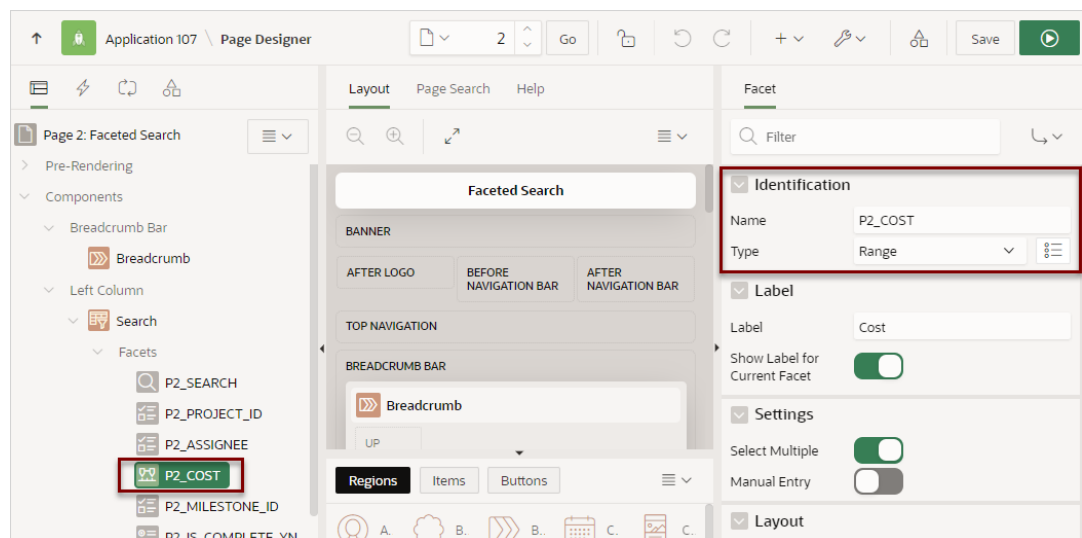 Application 107 \ Page Designer
2
Go
Save
Layout
Page Search
Help
Facet
Page 2: Faceted Search
Filter
Pre-Rendering
Components
Breadcrumb Bar
Breadcrumb
Left Column
Search
Facets
P2_SEARCH
P2_PROJECT_ID
P2_ASSIGNEE
P2_COST
P2_MILESTONE_ID
P2_IS_COMPLETE_YN
Faceted Search
BANNER
AFTER LOGO
BEFORE
NAVIGATION BAR
AFTER
NAVIGATION BAR
TOP NAVIGATION
BREADCRUMB BAR
Breadcrumb
UP
Regions
Items
Buttons
A.
B..
B..
C.
C..
Identification
Name
P2_COST
Type
Range
Label
Label
Cost
Show Label for
Current Facet
Settings
Select Multiple
Manual Entry
Layout